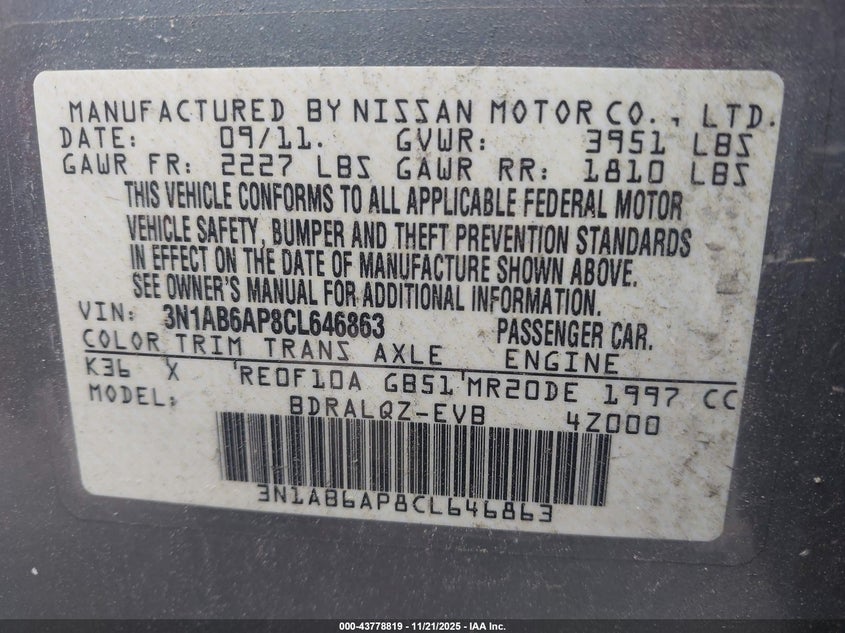 MANUFACTURED BY NISSAN MOTOR CO., LTD.
DATE: 09/11. GVWR: 3951 LBS
GAWR FR: 2227 LBS GAWR RR: 1810 LBS
THIS VEHICLE CONFORMS TO ALL APPLICABLE FEDERAL MOTOR
VEHICLE SAFETY, BUMPER AND THEFT PREVENTION STANDARDS
IN EFFECT ON THE DATE OF MANUFACTURE SHOWN ABOVE.
SEE OWNER'S MANUAL FOR ADDITIONAL INFORMATION.
VIN: 3N1AB6AP8CL646863 PASSENGER CAR.
COLOR TRIM TRANS AXLE ENGINE
K36 X RE0F10A GB51 MR20DE 1997 CC
MODEL: BDRALQZ-EVB 4Z000
3N1AB6AP8CL646863
000-43778819 - 11/21/2025 - IAA Inc.